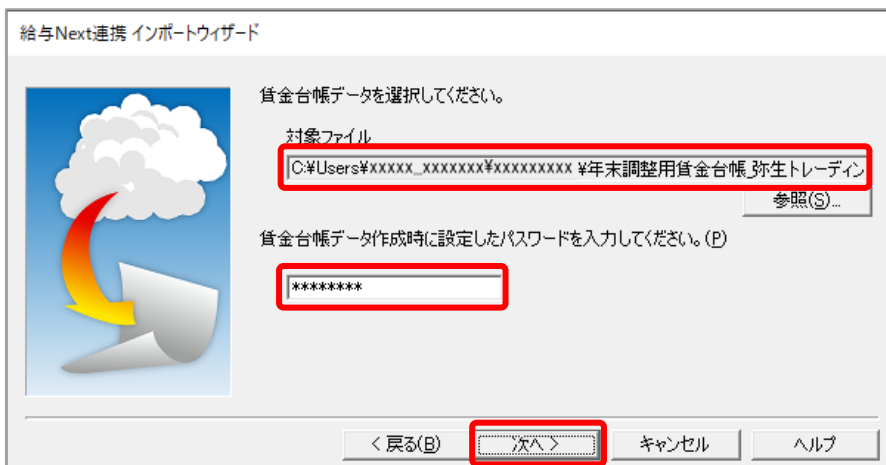 給与Next連携 インポートウィザード
賃金台帳データを選択してください。
対象ファイル
C:¥Users¥xxxxx_xxxxxxx¥xxxxxxxxx ¥年末調整用賃金台帳_弥生トレーディン
参照(S)...
賃金台帳データ作成時に設定したパスワードを入力してください。(P)
********
< 戻る(B)
次へ >
キャンセル
ヘルプ